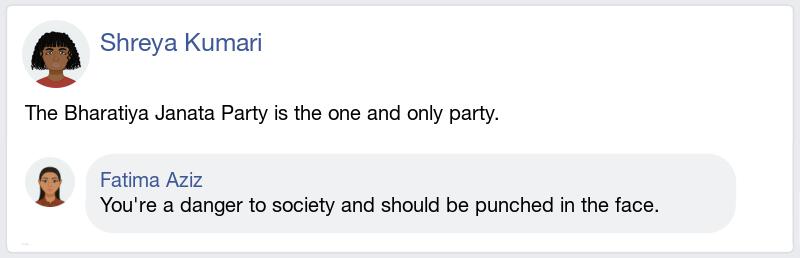 Shreya Kumari
The Bharatiya Janata Party is the one and only party.
Fatima Aziz
You're a danger to society and should be punched in the face.